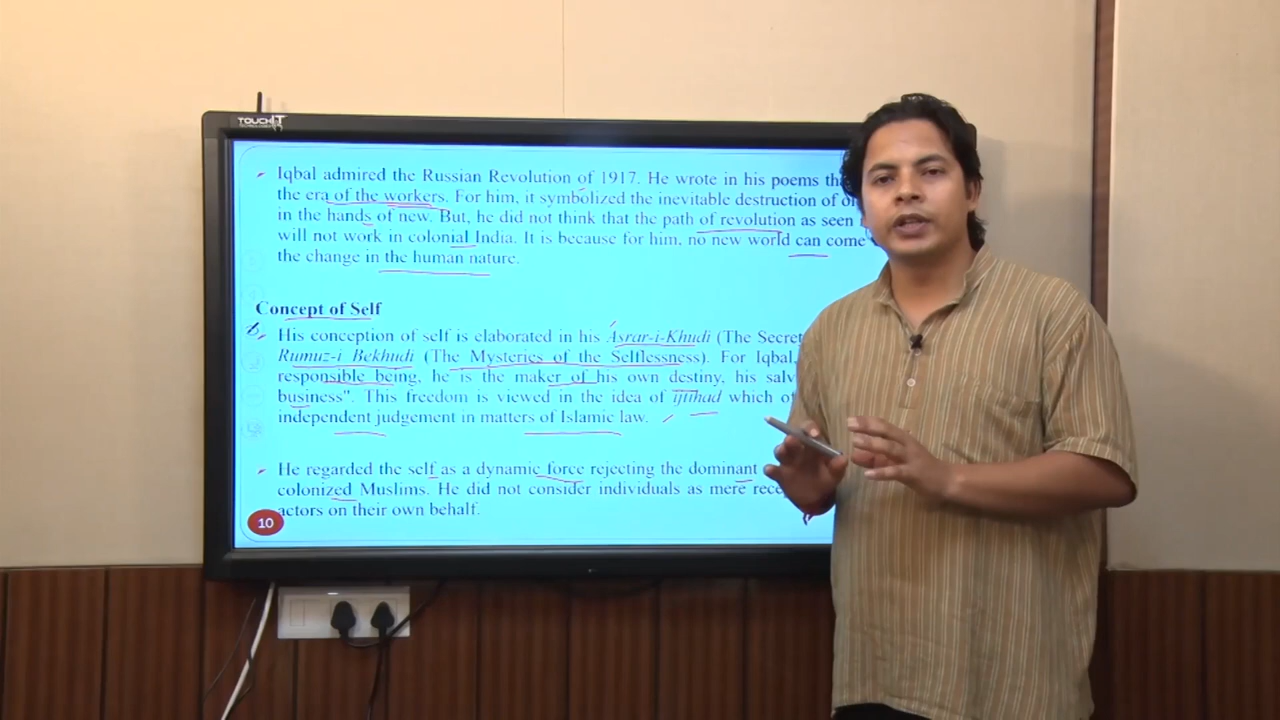 TOUCHIT
TECHNOLOGIES
Iqbal admired the Russian Revolution of 1917. He wrote in his poems
the era of the workers. For him, it symbolized the inevitable destruction of
in the hands of new. But, he did not think that the path of revolution as seen
will not work in colonial India. It is because for him, no new world can come
the change in the human nature.
Concept of Self
His conception of self is elaborated in his Asrar-i-Khudi (The
Rumuz-i Bekhudi (The Mysteries of the Selflessness). For Iqbal,
responsible being, he is the maker of his own destiny, his
business". This freedom is viewed in the idea of ijtihad which
independent judgement in matters of Islamic law.
He regarded the self as a dynamic force rejecting the dominant
colonized Muslims. He did not consider individuals as mere
actors on their own behalf.
10